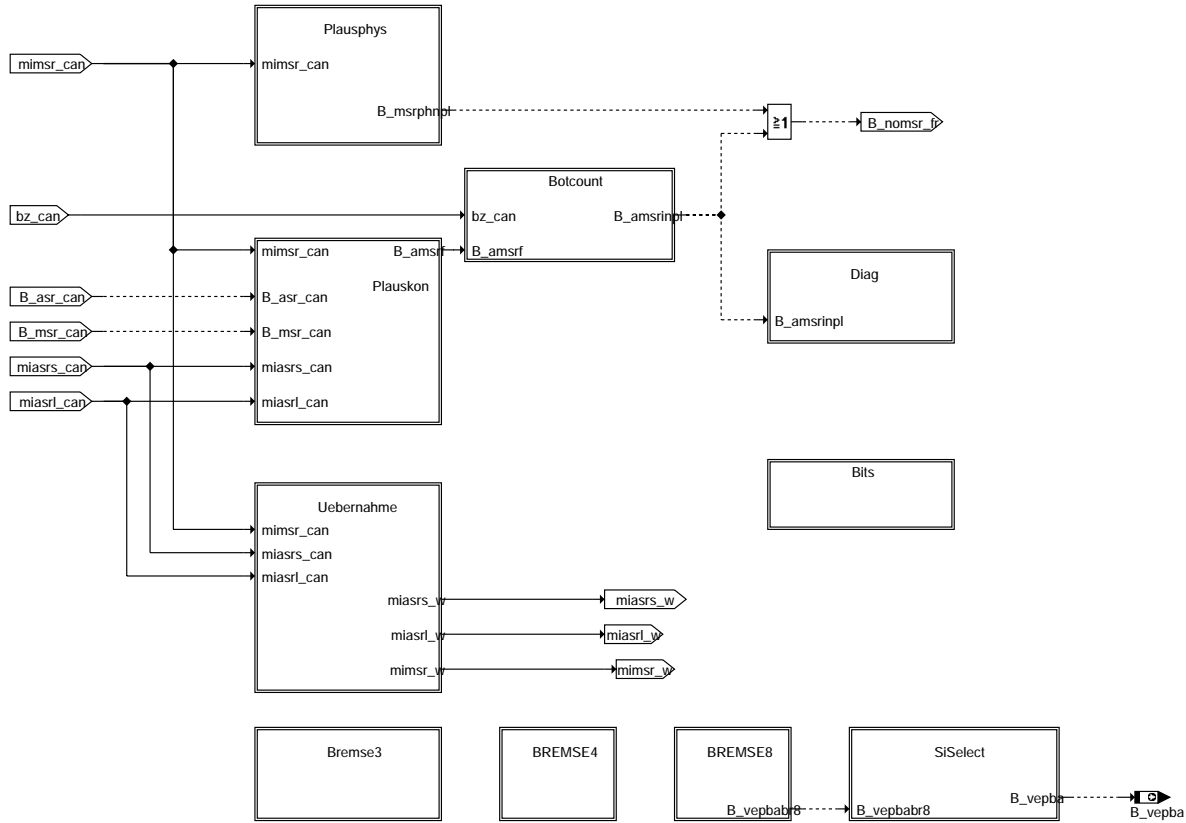 Plausphys
mimsr_can
mimsr_can
B_msrphnpl
≥1
B_nomsr_fr
Botcount
bz_can
bz_can
B_amsrinpl
mimsr_can
B_amsrf
B_amsrf
Plauskon
Diag
B_asr_can
B_asr_can
B_amsrinpl
B_msr_can
B_msr_can
miasrs_can
miasrs_can
miasrl_can
miasrl_can
Bits
Uebernahme
mimsr_can
miasrs_can
miasrl_can
miasrs_w
miasrs_w
miasrl_w
miasrl_w
mimsr_w
mimsr_w
Bremse3
BREMSE4
BREMSE8
SiSelect
B_vepba
B_vepbabr8
B_vepbabr8
B_vepba